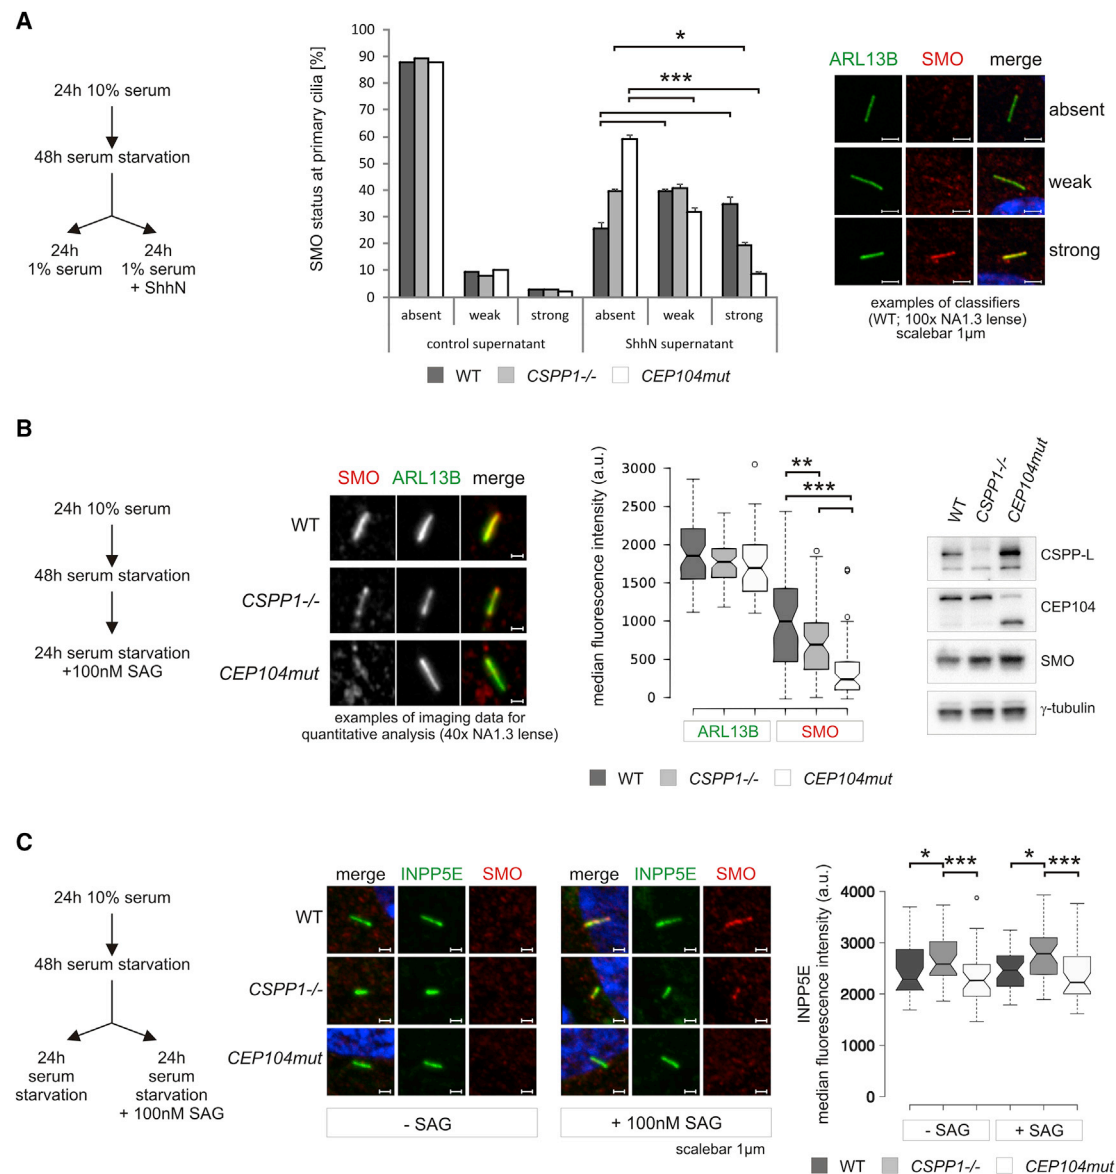 A
24h 10% serum
48h serum starvation
24h
1% serum
24h
1% serum
+ ShhN
SMO status at primary cilia [%]
100
90
80
70
60
50
40
30
20
10
0
*
***
absent weak strong absent weak strong
control supernatant ShhN supernatant
WT CSPP1-/- CEP104mut
ARL13B SMO merge
absent
weak
strong
examples of classifiers
(WT; 100x NA1.3 lense)
scalebar 1µm
B
24h 10% serum
48h serum starvation
24h serum starvation
+100nM SAG
SMO ARL13B merge
WT
CSPP1-/-
CEP104mut
examples of imaging data for
quantitative analysis (40x NA1.3 lense)
median fluorescence intensity (a.u.)
3000
2500
2000
1500
1000
500
0
**
***
ARL13B SMO
WT CSPP1-/- CEP104mut
WT CSPP1-/- CEP104mut
CSPP-L
CEP104
SMO
γ-tubulin
C
24h 10% serum
48h serum starvation
24h
serum
starvation
24h
serum
starvation
+ 100nM SAG
merge INPP5E SMO merge INPP5E SMO
WT
CSPP1-/-
CEP104mut
- SAG + 100nM SAG
scalebar 1µm
INPP5E
median fluorescence intensity (a.u.)
4000
3000
2000
1000
0
* *** * ***
- SAG + SAG
WT CSPP1-/- CEP104mut